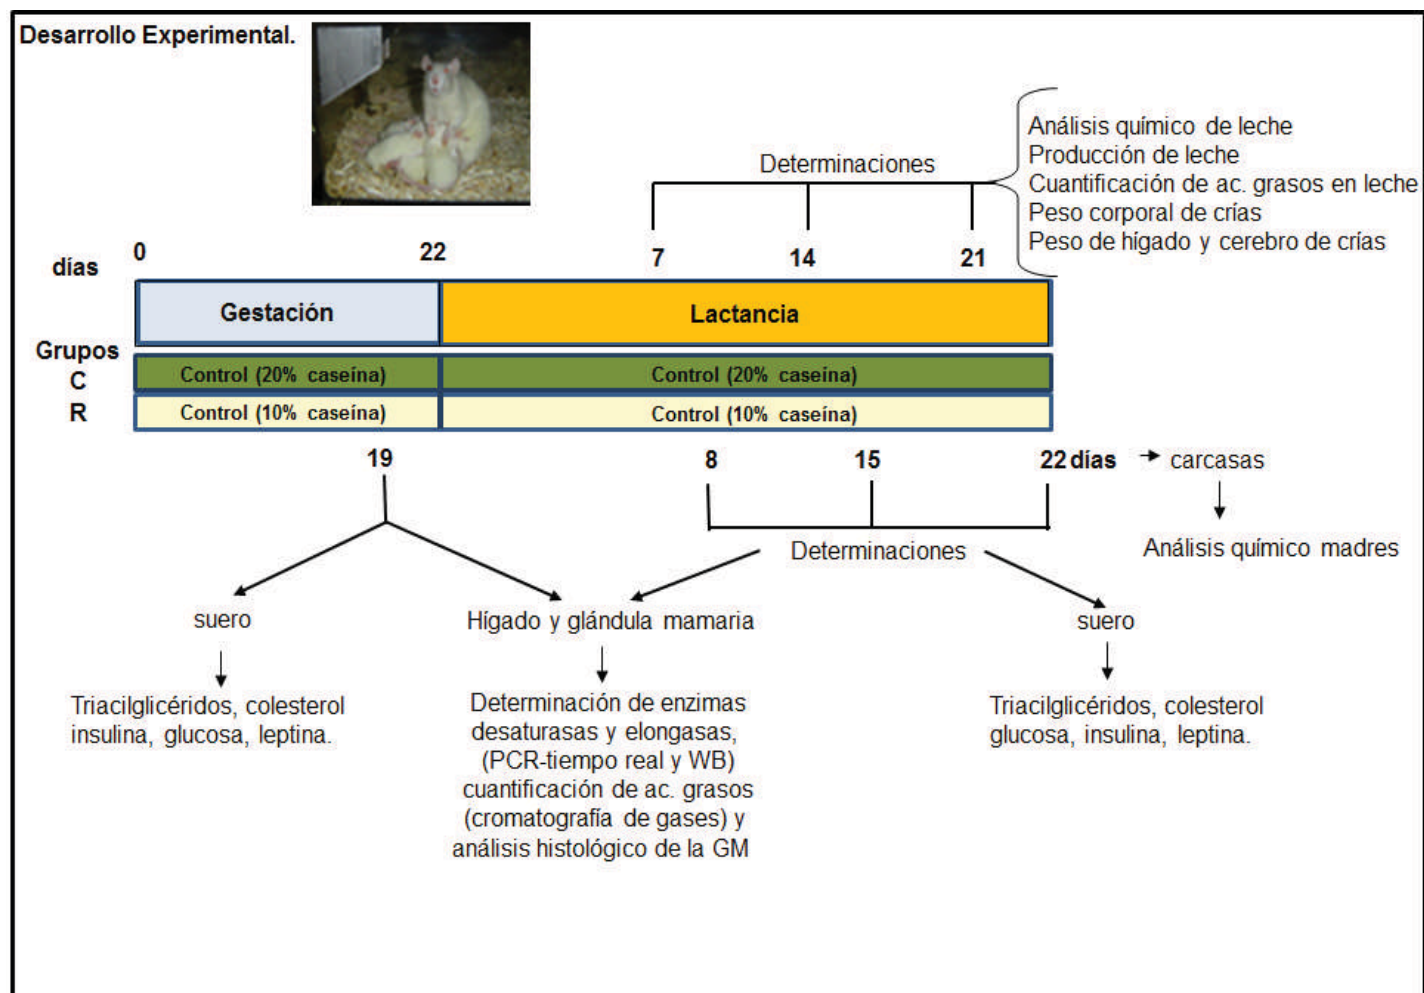 Desarrollo Experimental.
Determinaciones
Análisis químico de leche
Producción de leche
Cuantificación de ac. grasos en leche
Peso corporal de crías
Peso de hígado y cerebro de crías
días
0
22
7
14
21
Gestación
Lactancia
Grupos
C
Control (20% caseína)
Control (20% caseína)
R
Control (10% caseína)
Control (10% caseína)
19
8
15
22 días
carcasas
Determinaciones
Análisis químico madres
suero
Hígado y glándula mamaria
suero
Triacilglicéridos, colesterol
insulina, glucosa, leptina.
Determinación de enzimas
desaturasas y elongasas,
(PCR-tiempo real y WB)
cuantificación de ac. grasos
(cromatografía de gases) y
análisis histológico de la GM
Triacilglicéridos, colesterol
glucosa, insulina, leptina.